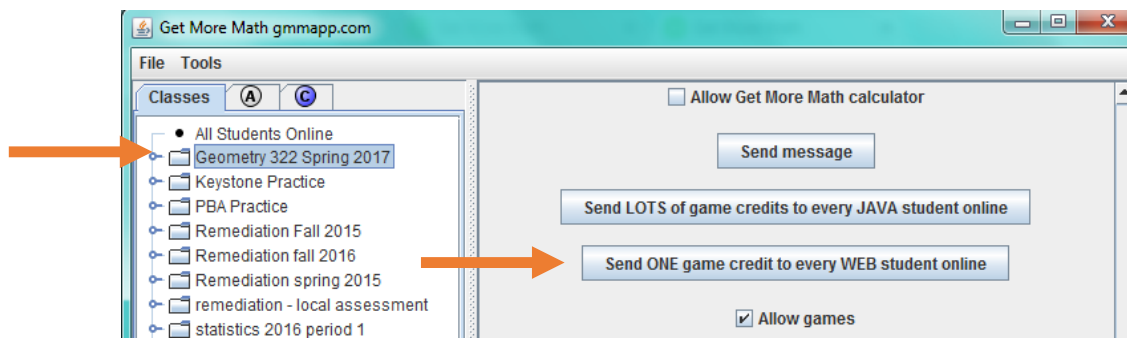 Get More Math gmmapp.com
File Tools
Classes A C
All Students Online
Geometry 322 Spring 2017
Keystone Practice
PBA Practice
Remediation Fall 2015
Remediation fall 2016
Remediation spring 2015
remediation - local assessment
statistics 2016 period 1
Allow Get More Math calculator
Send message
Send LOTS of game credits to every JAVA student online
Send ONE game credit to every WEB student online
Allow games